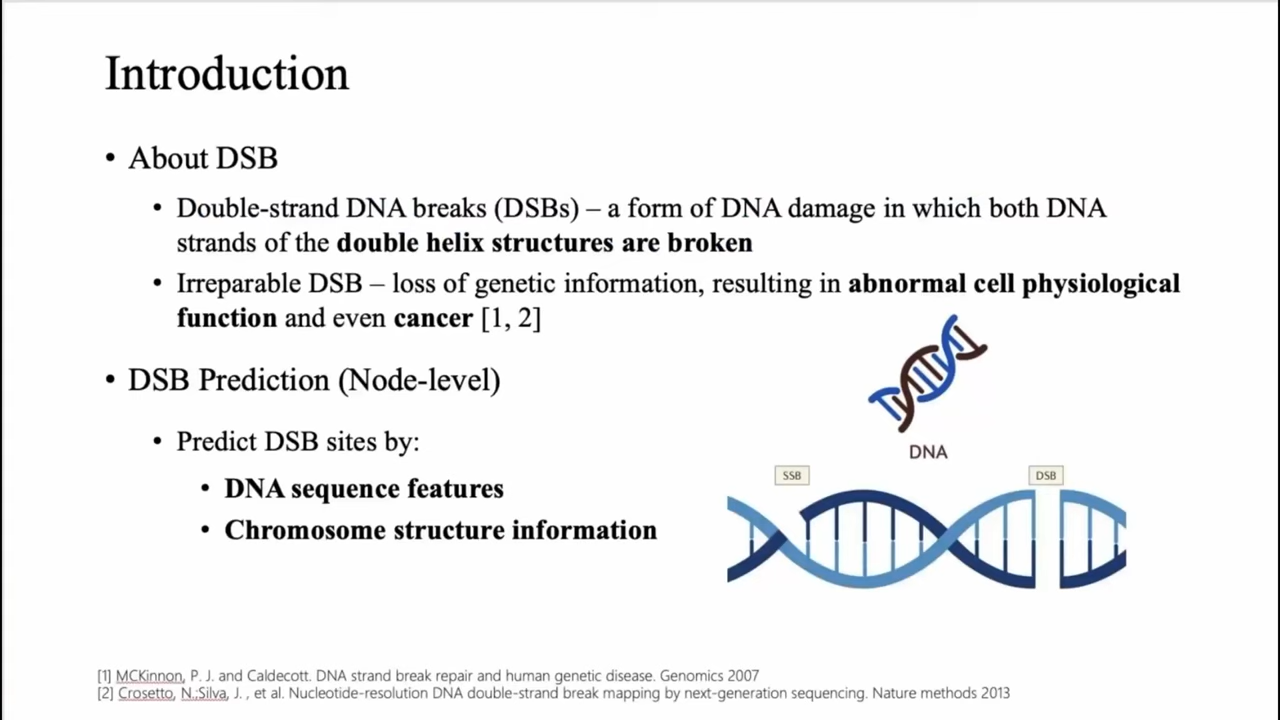 Introduction
• About DSB
• Double-strand DNA breaks (DSBs) – a form of DNA damage in which both DNA
strands of the double helix structures are broken
• Irreparable DSB – loss of genetic information, resulting in abnormal cell physiological
function and even cancer [1, 2]
• DSB Prediction (Node-level)
• Predict DSB sites by:
• DNA sequence features
• Chromosome structure information
DNA
SSB
DSB
[1] MCKinnon, P. J. and Caldecott. DNA strand break repair and human genetic disease. Genomics 2007
[2] Crosetto, N.;Silva, J. , et al. Nucleotide-resolution DNA double-strand break mapping by next-generation sequencing. Nature methods 2013